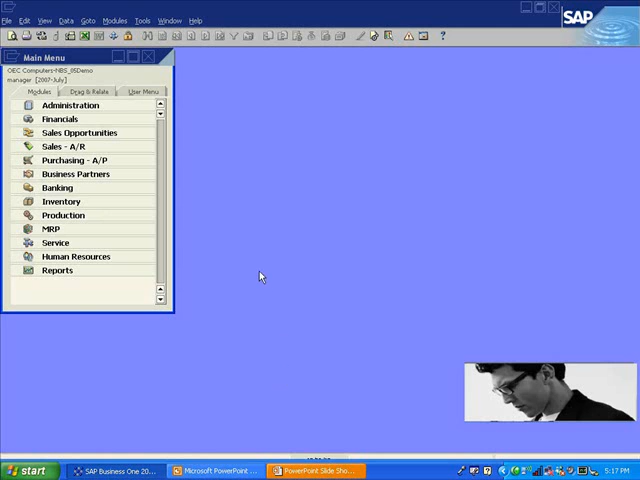 File Edit View Data Goto Modules Tools Window Help
SAP
Main Menu
OEC Computers-NBS_05Demo
manager [2007-July]
Modules Drag & Relate User Menu
Administration
Financials
Sales Opportunities
Sales - A/R
Purchasing - A/P
Business Partners
Banking
Inventory
Production
MRP
Service
Human Resources
Reports
start SAP Business One 20... Microsoft PowerPoint ... PowerPoint Slide Sho... 5:17 PM